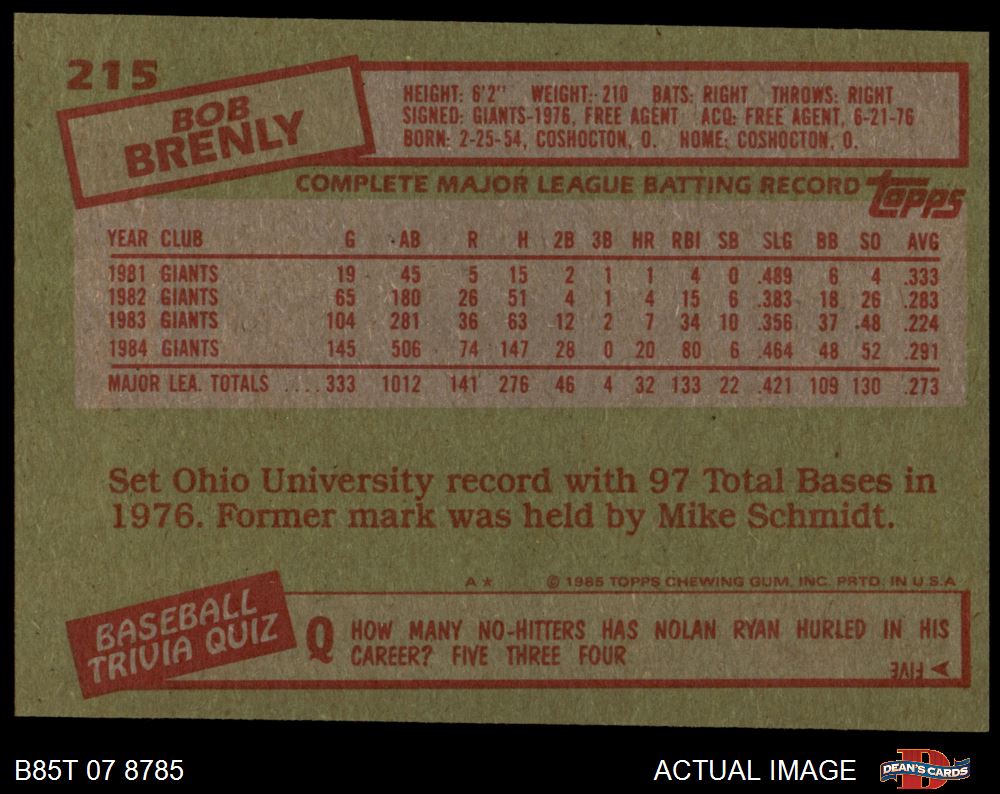 215
BOB
BRENLY
HEIGHT: 6'2" WEIGHT: 210 BATS: RIGHT THROWS: RIGHT
SIGNED: GIANTS-1976, FREE AGENT ACQ: FREE AGENT, 6-21-76
BORN: 2-25-54, COSHOCTON, O. HOME: COSHOCTON, O.
COMPLETE MAJOR LEAGUE BATTING RECORD topps
YEAR CLUB G AB R H 2B 3B HR RBI SB SLG BB SO AVG
1981 GIANTS 19 45 5 15 2 1 1 4 0 .489 6 4 .333
1982 GIANTS 65 180 26 51 4 1 4 15 6 .383 18 26 .283
1983 GIANTS 104 281 36 63 12 2 7 34 10 .356 37 48 .224
1984 GIANTS 145 506 74 147 28 0 20 80 6 .464 48 52 .291
MAJOR LEA. TOTALS ....333 1012 141 276 46 4 32 133 22 .421 109 130 .273
Set Ohio University record with 97 Total Bases in
1976. Former mark was held by Mike Schmidt.
A★ © 1985 TOPPS CHEWING GUM, INC. PRTD. IN U.S.A
BASEBALL
TRIVIA QUIZ
Q HOW MANY NO-HITTERS HAS NOLAN RYAN HURLED IN HIS
CAREER? FIVE THREE FOUR
FIVE
B85T 07 8785
ACTUAL IMAGE
D
DEAN'S CARDS